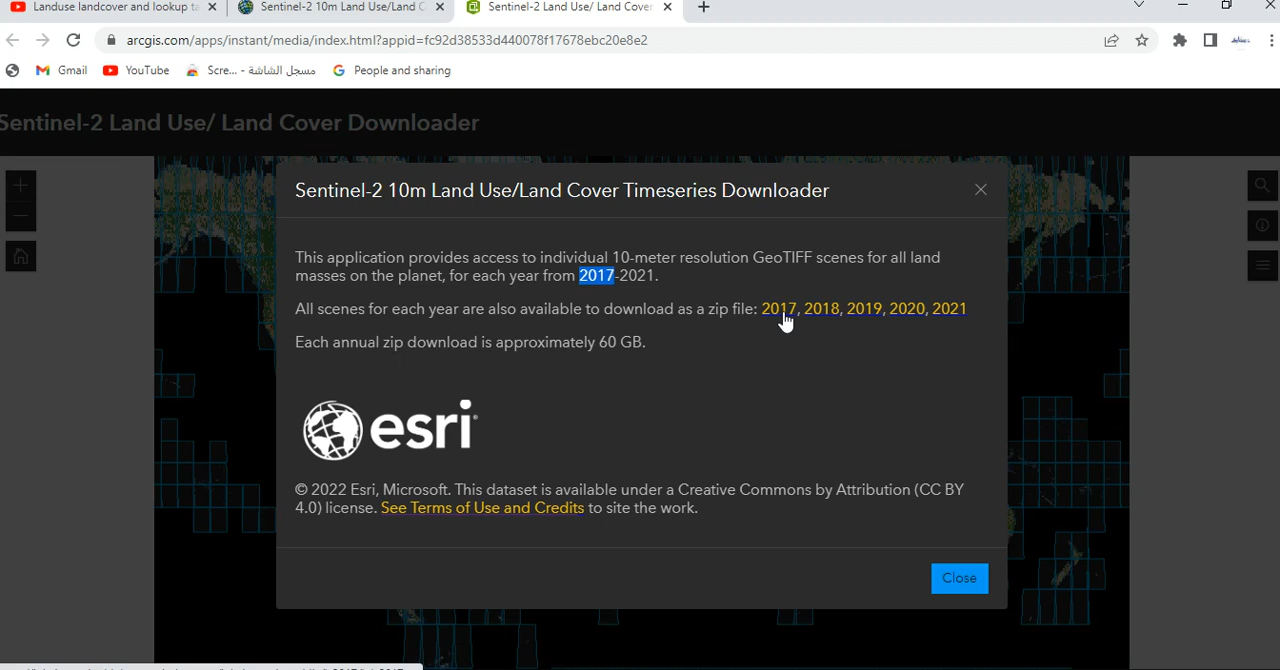 Landuse landcover and lookup ta
Sentinel-2 10m Land Use/Land C
Sentinel-2 Land Use/ Land Cover
arcgis.com/apps/instant/media/index.html?appid=fc92d38533d440078f17678ebc20e8e2
Gmail
YouTube
Scre... - مسجل الشاشة
People and sharing
Sentinel-2 Land Use/ Land Cover Downloader
Sentinel-2 10m Land Use/Land Cover Timeseries Downloader
This application provides access to individual 10-meter resolution GeoTIFF scenes for all land
masses on the planet, for each year from 2017-2021.
All scenes for each year are also available to download as a zip file: 2017, 2018, 2019, 2020, 2021
Each annual zip download is approximately 60 GB.
esri
© 2022 Esri, Microsoft. This dataset is available under a Creative Commons by Attribution (CC BY
4.0) license. See Terms of Use and Credits to site the work.
Close